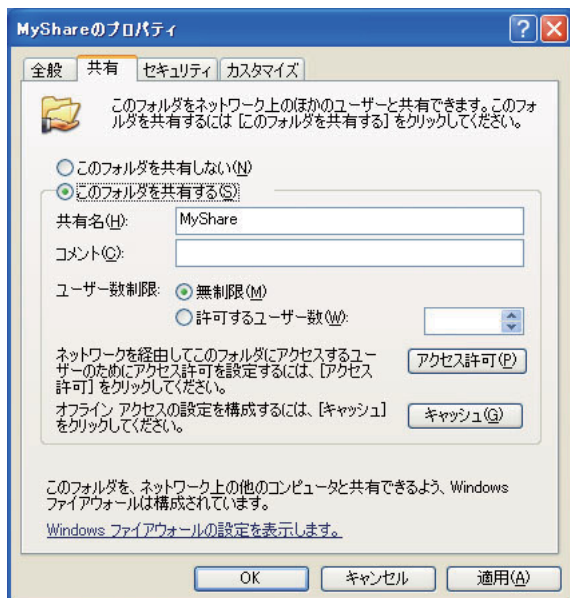 MyShareのプロパティ
全般 共有 セキュリティ カスタマイズ
このフォルダをネットワーク上のほかのユーザーと共有できます。このフォ
ルダを共有するには [このフォルダを共有する] をクリックしてください。
このフォルダを共有しない(N)
このフォルダを共有する(S)
共有名(H): MyShare
コメント(C):
ユーザー数制限: 無制限(M)
許可するユーザー数(W):
ネットワークを経由してこのフォルダにアクセスするユー
ザーのためにアクセス許可を設定するには、[アクセス
許可] をクリックしてください。
アクセス許可(P)
オフライン アクセスの設定を構成するには、[キャッシュ]
をクリックしてください。
キャッシュ(G)
このフォルダを、ネットワーク上の他のコンピュータと共有できるよう、Windows
ファイアウォールは構成されています。
Windows ファイアウォールの設定を表示します。
OK キャンセル 適用(A)